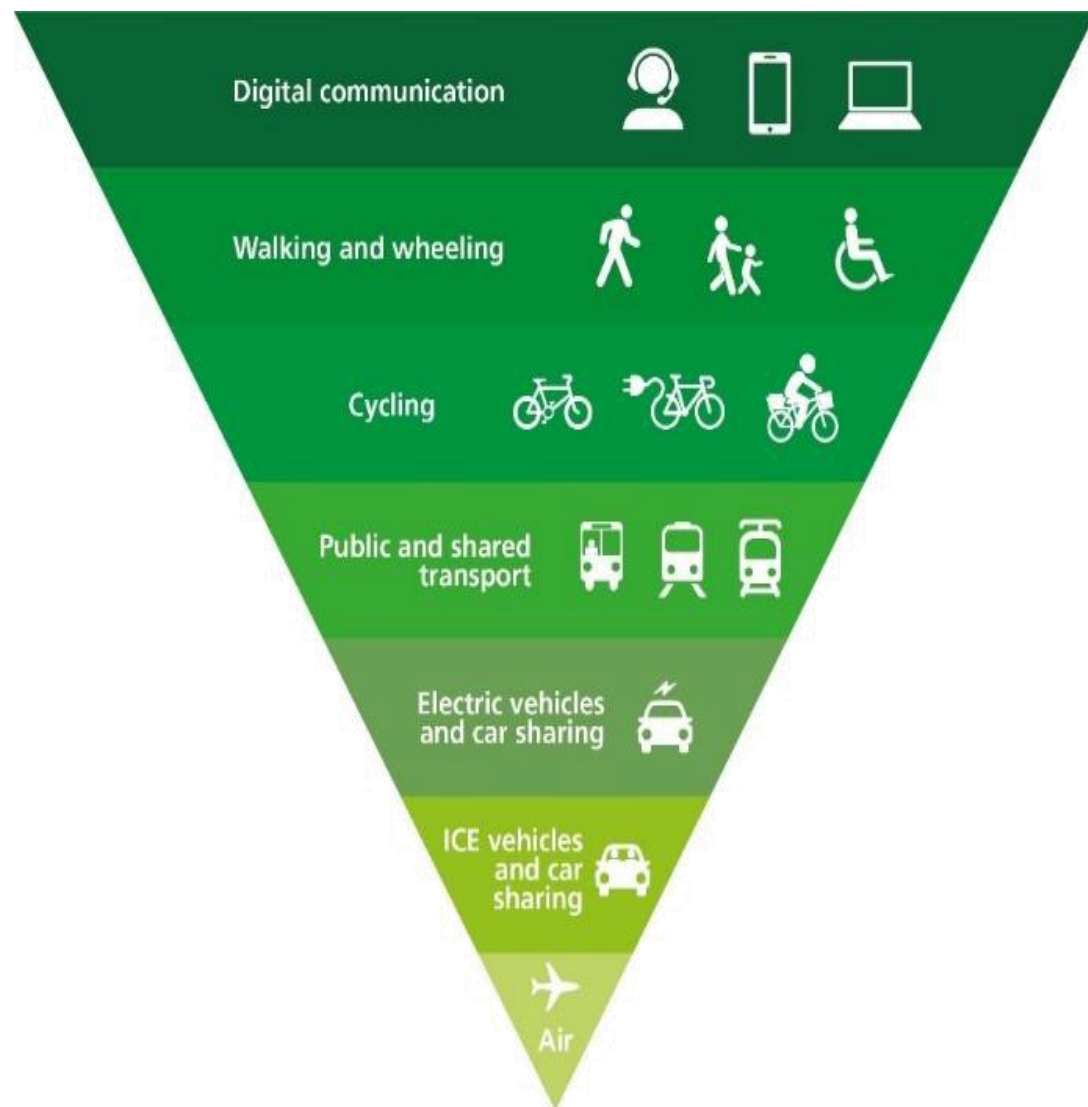 Digital communication
Walking and wheeling
Cycling
Public and shared
transport
Electric vehicles
and car sharing
ICE vehicles
and car
sharing
Air